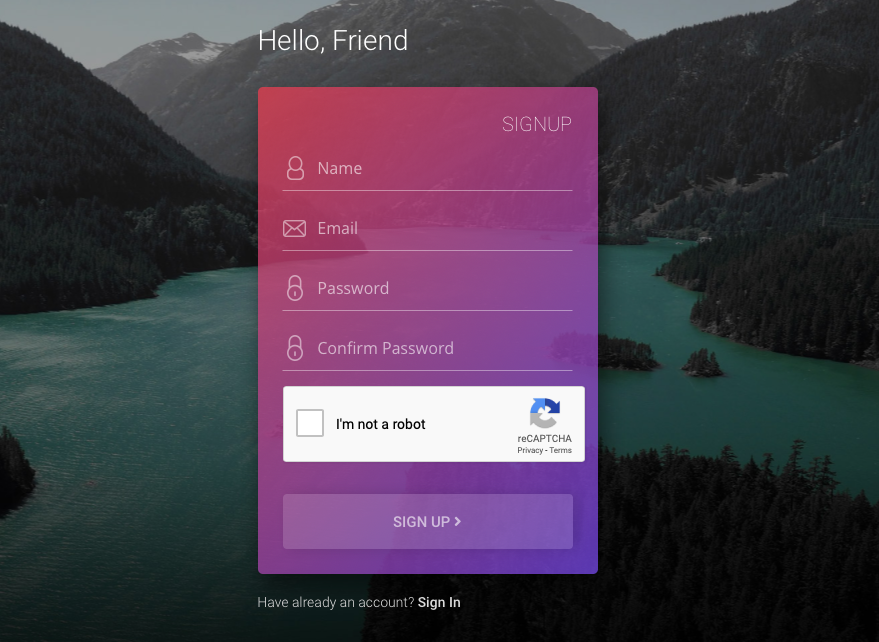 Hello, Friend
SIGNUP
Name
Email
Password
Confirm Password
I'm not a robot
reCAPTCHA
Privacy - Terms
SIGN UP
Have already an account? Sign In